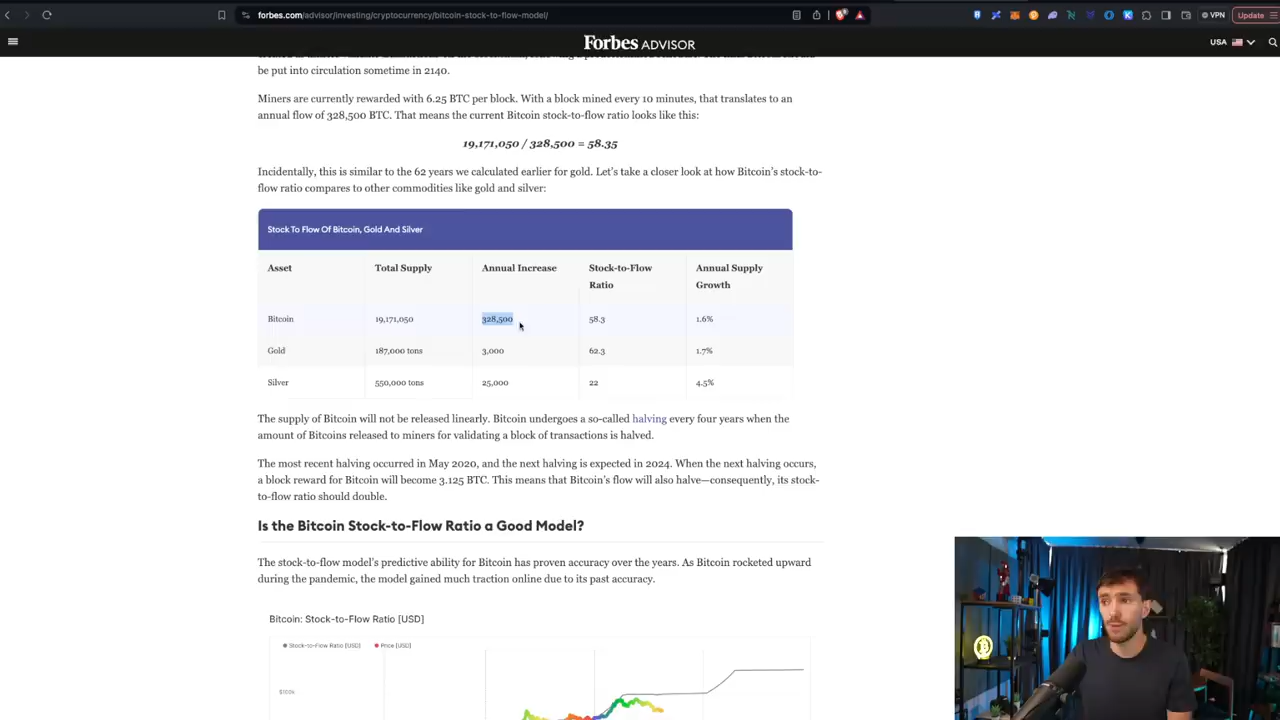 forbes.com/advisor/investing/cryptocurrency/bitcoin-stock-to-flow-model/
VPN
Update
Forbes ADVISOR
USA
be put into circulation sometime in 2140.
Miners are currently rewarded with 6.25 BTC per block. With a block mined every 10 minutes, that translates to an
annual flow of 328,500 BTC. That means the current Bitcoin stock-to-flow ratio looks like this:
19,171,050 / 328,500 = 58.35
Incidentally, this is similar to the 62 years we calculated earlier for gold. Let's take a closer look at how Bitcoin's stock-to-
flow ratio compares to other commodities like gold and silver:
Stock To Flow Of Bitcoin, Gold And Silver
Asset Total Supply Annual Increase Stock-to-Flow Ratio Annual Supply Growth
Bitcoin 19,171,050 328,500 58.3 1.6%
Gold 187,000 tons 3,000 62.3 1.7%
Silver 550,000 tons 25,000 22 4.5%
The supply of Bitcoin will not be released linearly. Bitcoin undergoes a so-called halving every four years when the
amount of Bitcoins released to miners for validating a block of transactions is halved.
The most recent halving occurred in May 2020, and the next halving is expected in 2024. When the next halving occurs,
a block reward for Bitcoin will become 3.125 BTC. This means that Bitcoin's flow will also halve—consequently, its stock-
to-flow ratio should double.
Is the Bitcoin Stock-to-Flow Ratio a Good Model?
The stock-to-flow model's predictive ability for Bitcoin has proven accuracy over the years. As Bitcoin rocketed upward
during the pandemic, the model gained much traction online due to its past accuracy.
Bitcoin: Stock-to-Flow Ratio [USD]
Stock-to-Flow Ratio [USD] Price [USD]
$100k